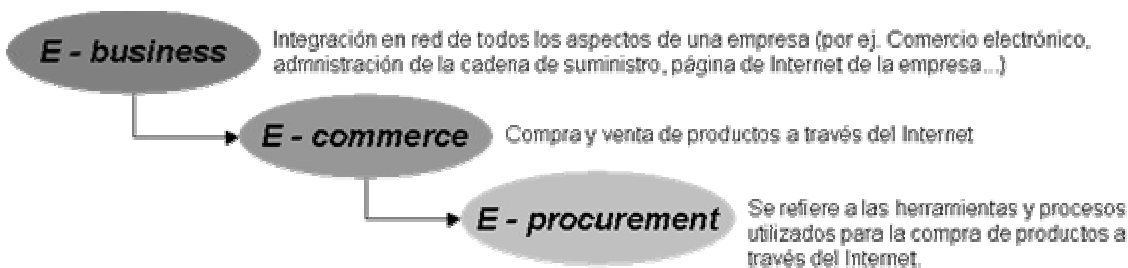 E - business
Integración en red de todos los aspectos de una empresa (por ej. Comercio electrónico,
admnistración de la cadena de suministro, página de Internet de la empresa...)
E - commerce
Compra y venta de productos a través del Internet
E - procurement
Se refiere a las herramientas y procesos
utilizados para la compra de productos a
través del Internet.